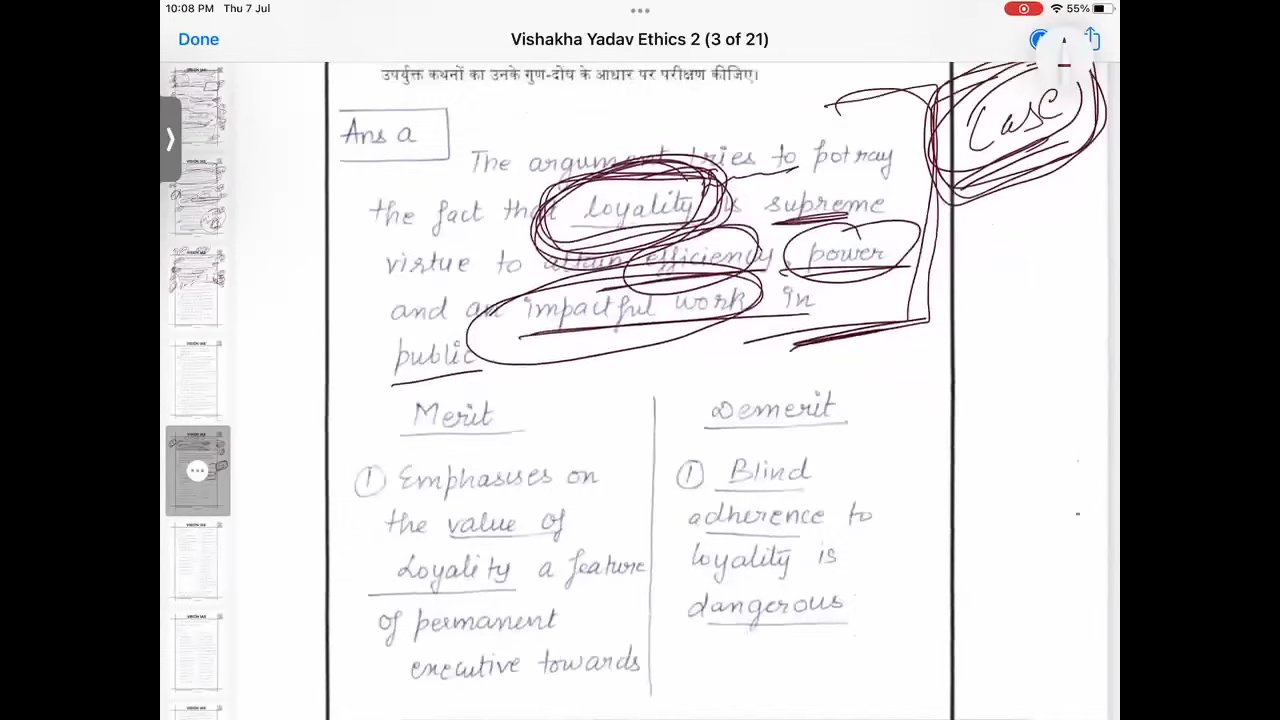 10:08 PM Thu 7 Jul
55%
Done
Vishakha Yadav Ethics 2 (3 of 21)
उपर्युक्त कथनों का उनके गुण-दोष के आधार पर परीक्षण कीजिए।
Ans a
The argument tries to potray
the fact that loyality is supreme
virtue to attain efficiency, power
and an impactful work in
public
Merit
Demerit
① Emphasises on
the value of
Loyality a feature
of permanent
executive towards
① Blind
adherence to
loyality is
dangerous